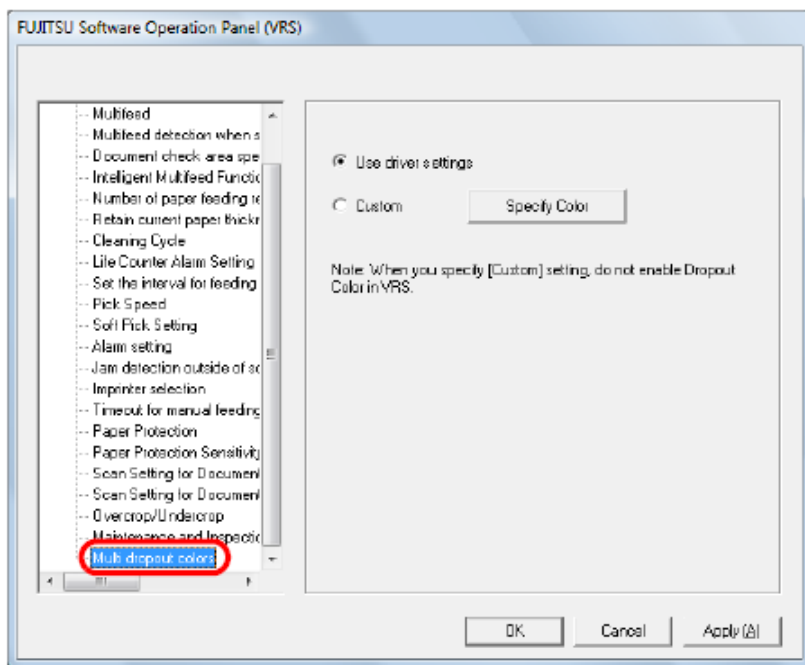 FUJITSU Software Operation Panel (VRS)
Multifeed
Multifeed detection when s
Document check area spe
Intelligent Multifeed Functio
Number of paper feeding re
Retain current paper thickn
Cleaning Cycle
Life Counter Alarm Setting
Set the interval for feeding
Pick Speed
Soft Pick Setting
Alarm setting
Jam detection outside of sc
Imprinter selection
Timeout for manual feeding
Paper Protection
Paper Protection Sensitivity
Scan Setting for Document
Scan Setting for Document
Overcrop/Undercrop
Maintenance and Inspectio
Multi dropout colors
Use driver settings
Custom
Specify Color
Note: When you specify [Custom] setting, do not enable Dropout
Color in VRS.
OK
Cancel
Apply (A)